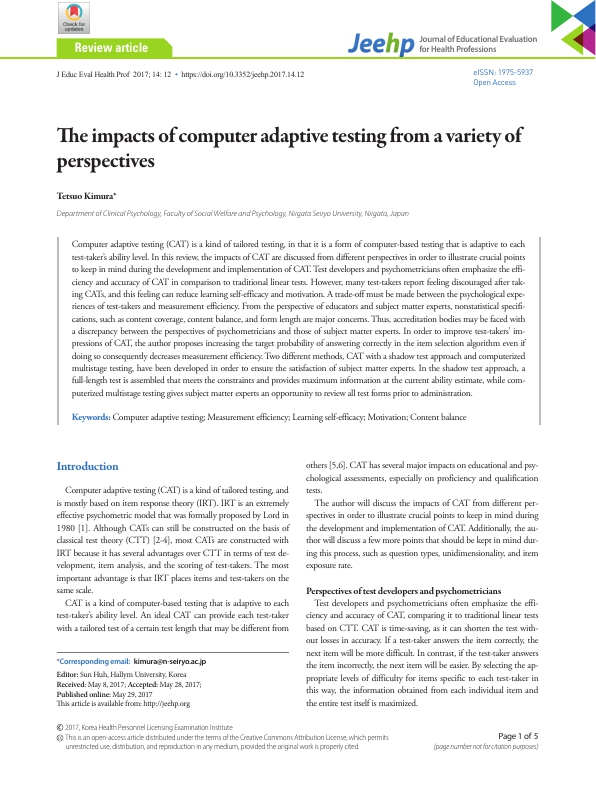 Check for
updates
Review article
Jeehp
Journal of Educational Evaluation
for Health Professions
J Educ Eval Health Prof 2017; 14: 12 • https://doi.org/10.3352/jeehp.2017.14.12
eISSN: 1975-5937
Open Access
The impacts of computer adaptive testing from a variety of
perspectives
Tetsuo Kimura*
Department of Clinical Psychology, Faculty of Social Welfare and Psychology, Niigata Seiryo University, Niigata, Japan
Computer adaptive testing (CAT) is a kind of tailored testing, in that it is a form of computer-based testing that is adaptive to each
test-taker’s ability level. In this review, the impacts of CAT are discussed from different perspectives in order to illustrate crucial points
to keep in mind during the development and implementation of CAT. Test developers and psychometricians often emphasize the effi-
ciency and accuracy of CAT in comparison to traditional linear tests. However, many test-takers report feeling discouraged after tak-
ing CATs, and this feeling can reduce learning self-efficacy and motivation. A trade-off must be made between the psychological expe-
riences of test-takers and measurement efficiency. From the perspective of educators and subject matter experts, nonstatistical specifi-
cations, such as content coverage, content balance, and form length are major concerns. Thus, accreditation bodies may be faced with
a discrepancy between the perspectives of psychometricians and those of subject matter experts. In order to improve test-takers’ im-
pressions of CAT, the author proposes increasing the target probability of answering correctly in the item selection algorithm even if
doing so consequently decreases measurement efficiency. Two different methods, CAT with a shadow test approach and computerized
multistage testing, have been developed in order to ensure the satisfaction of subject matter experts. In the shadow test approach, a
full-length test is assembled that meets the constraints and provides maximum information at the current ability estimate, while com-
puterized multistage testing gives subject matter experts an opportunity to review all test forms prior to administration.
Keywords: Computer adaptive testing; Measurement efficiency; Learning self-efficacy; Motivation; Content balance
Introduction
Computer adaptive testing (CAT) is a kind of tailored testing, and
is mostly based on item response theory (IRT). IRT is an extremely
effective psychometric model that was formally proposed by Lord in
1980 [1]. Although CATs can still be constructed on the basis of
classical test theory (CTT) [2-4], most CATs are constructed with
IRT because it has several advantages over CTT in terms of test de-
velopment, item analysis, and the scoring of test-takers. The most
important advantage is that IRT places items and test-takers on the
same scale.
CAT is a kind of computer-based testing that is adaptive to each
test-taker’s ability level. An ideal CAT can provide each test-taker
with a tailored test of a certain test length that may be different from
*Corresponding email: kimura@n-seiryo.ac.jp
Editor: Sun Huh, Hallym University, Korea
Received: May 8, 2017; Accepted: May 28, 2017;
Published online: May 29, 2017
This article is available from: http://jeehp.org
others [5,6]. CAT has several major impacts on educational and psy-
chological assessments, especially on proficiency and qualification
tests.
The author will discuss the impacts of CAT from different per-
spectives in order to illustrate crucial points to keep in mind during
the development and implementation of CAT. Additionally, the au-
thor will discuss a few more points that should be kept in mind dur-
ing this process, such as question types, unidimensionality, and item
exposure rate.
Perspectives of test developers and psychometricians
Test developers and psychometricians often emphasize the effi-
ciency and accuracy of CAT, comparing it to traditional linear tests
based on CTT. CAT is time-saving, as it can shorten the test with-
out losses in accuracy. If a test-taker answers the item correctly, the
next item will be more difficult. In contrast, if the test-taker answers
the item incorrectly, the next item will be easier. By selecting the ap-
propriate levels of difficulty for items specific to each test-taker in
this way, the information obtained from each individual item and
the entire test itself is maximized.
© 2017, Korea Health Personnel Licensing Examination Institute
This is an open-access article distributed under the terms of the Creative Commons Attribution License, which permits
unrestricted use, distribution, and reproduction in any medium, provided the original work is properly cited.
Page 1 of 5
(page number not for citation purposes)